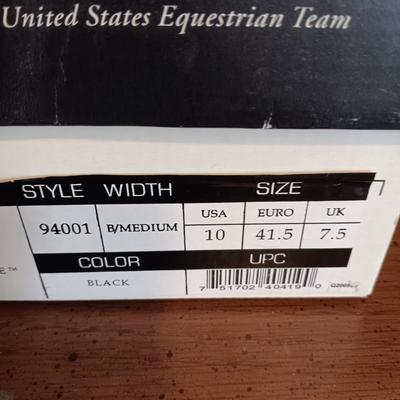 United States Equestrian Team
STYLE WIDTH SIZE
94001 B/MEDIUM USA EURO UK
10 41.5 7.5
COLOR UPC
BLACK
7 51702 40419 0